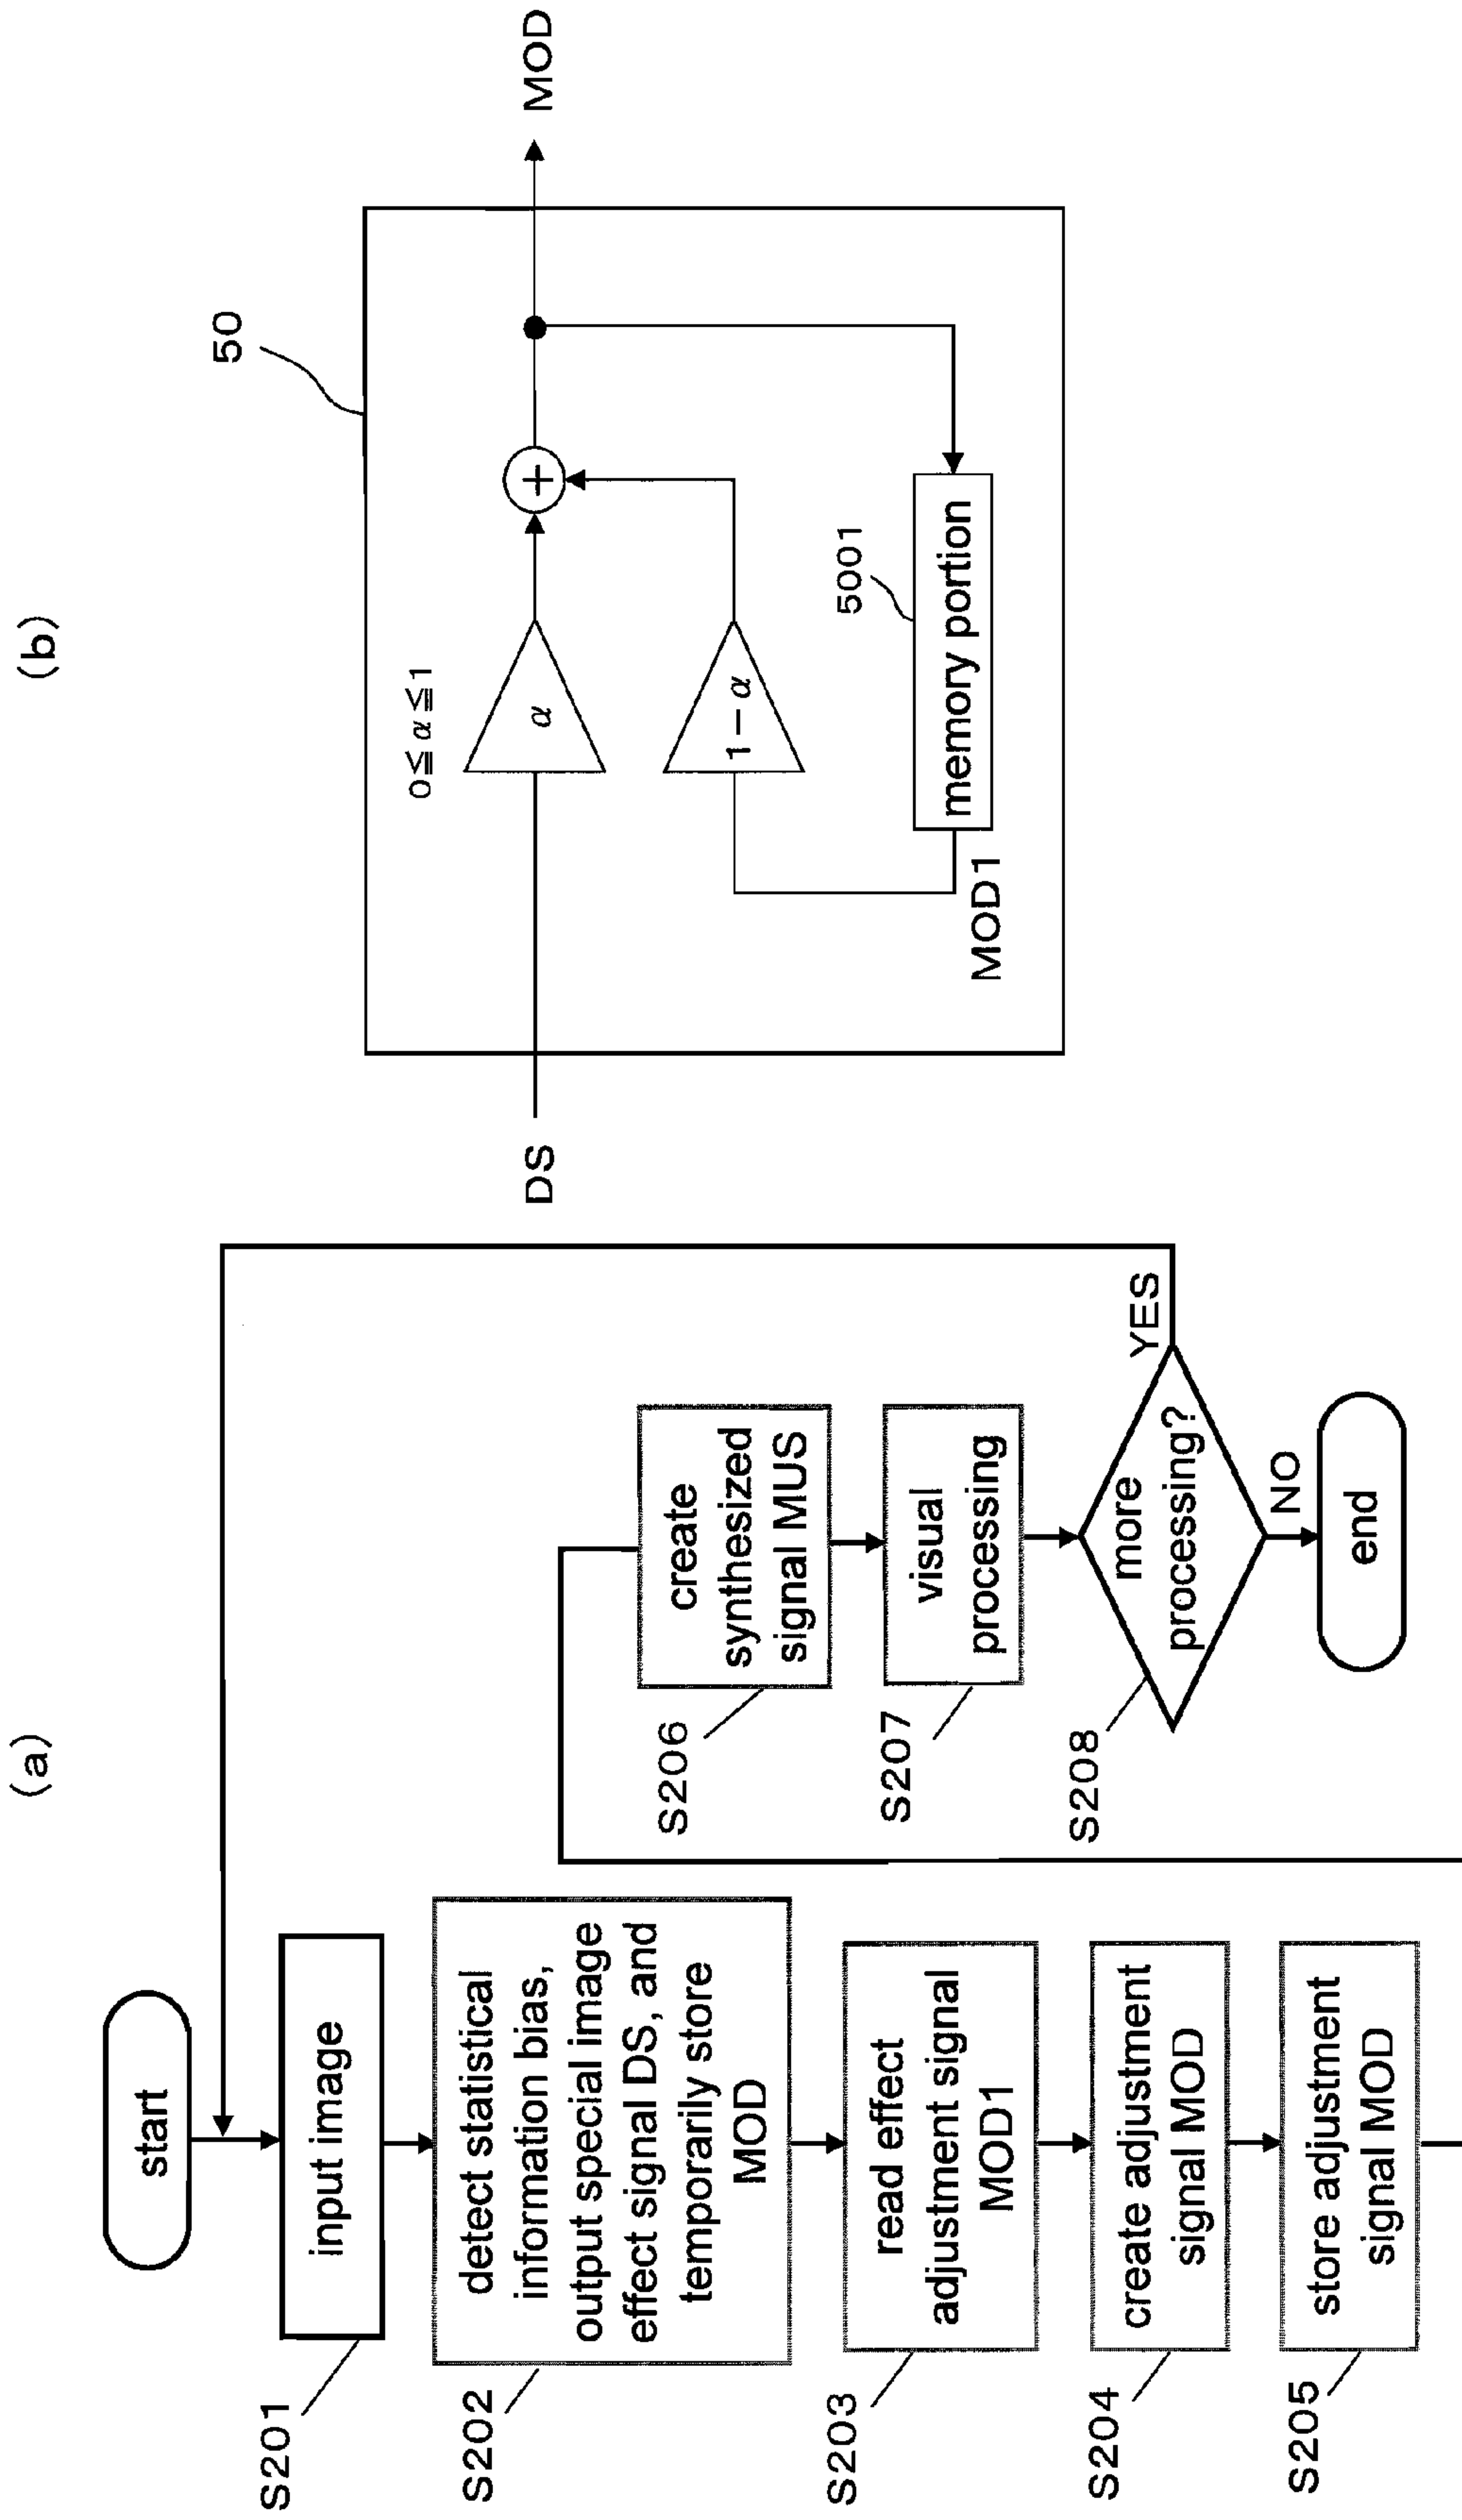 (a)
start
input image
S201
detect statistical
information bias,
output special image
effect signal DS, and
temporarily store
MOD
S202
read effect
adjustment signal
MOD1
S203
create adjustment
signal MOD
S204
store adjustment
signal MOD
S205
create
synthesized
signal MUS
S206
visual
processing
S207
more
processing?
S208
YES
NO
end
(b)
50
0≦α≦1
DS
α
+
MOD
1−α
5001
memory portion
MOD1